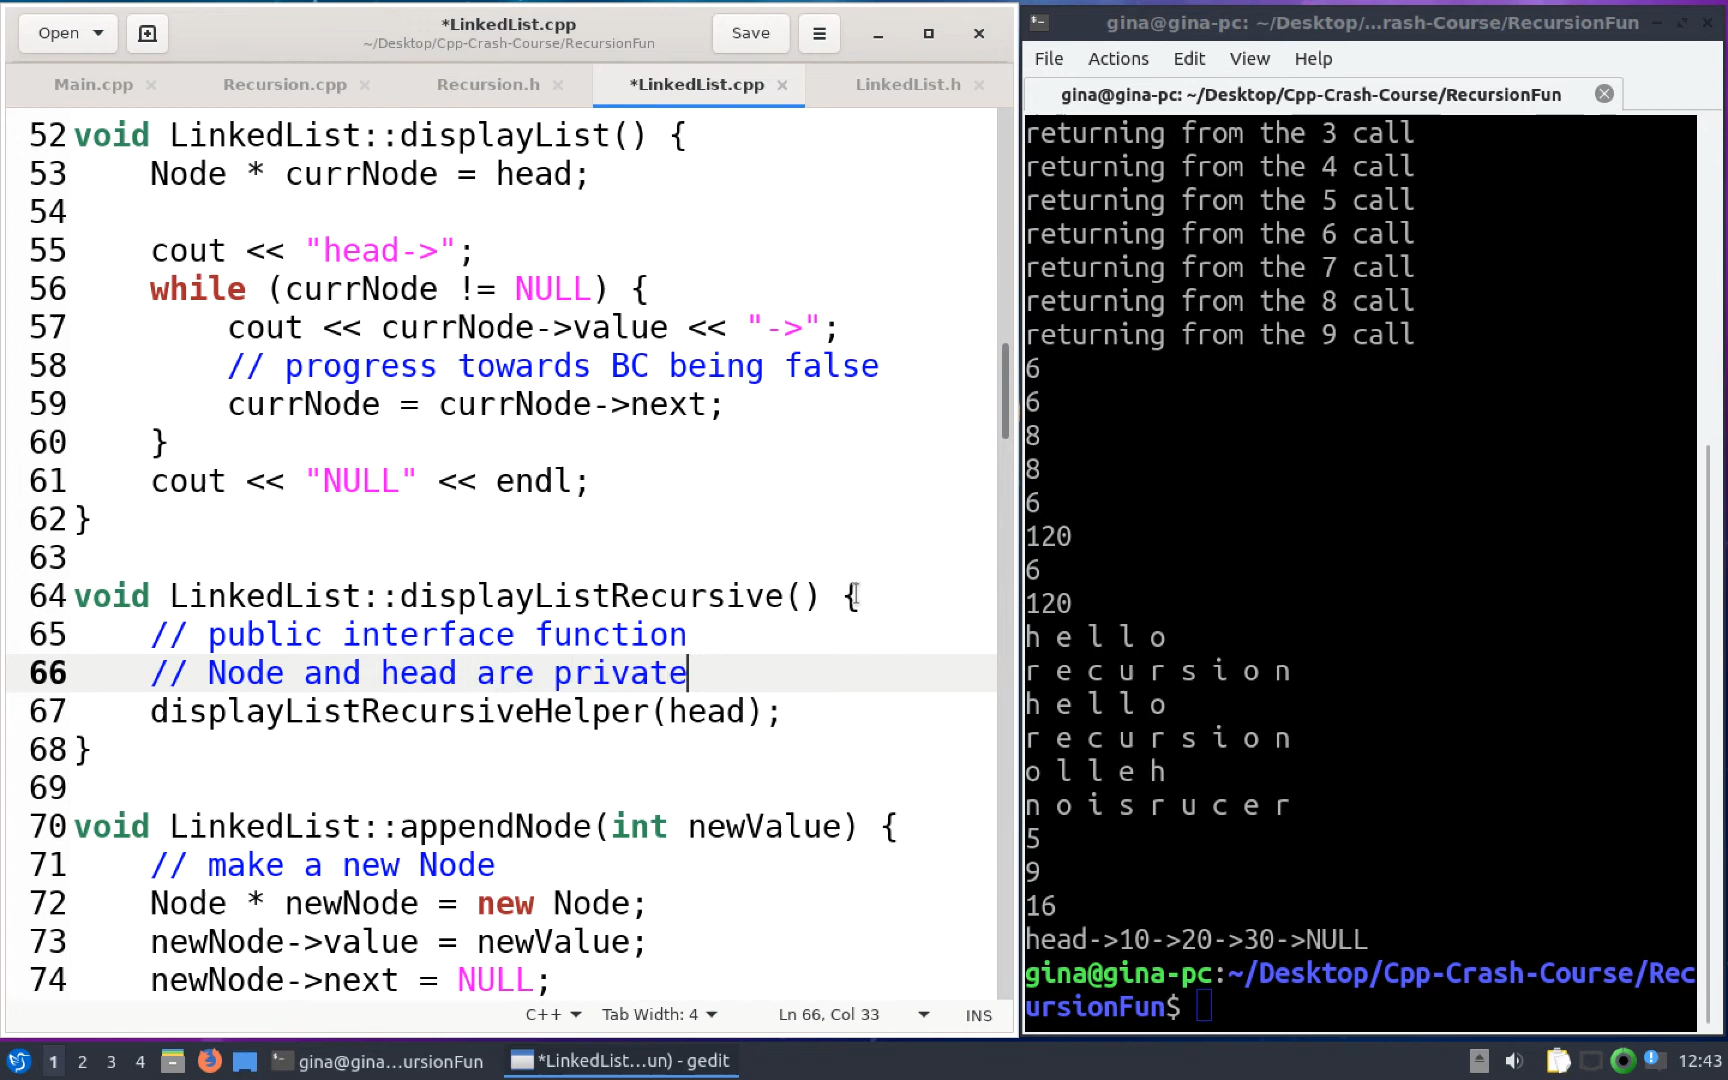 Open
*LinkedList.cpp
~/Desktop/Cpp-Crash-Course/RecursionFun
Save
Main.cpp
Recursion.cpp
Recursion.h
*LinkedList.cpp
LinkedList.h
52 void LinkedList::displayList() {
53 Node * currNode = head;
54
55 cout << "head->";
56 while (currNode != NULL) {
57 cout << currNode->value << "->";
58 // progress towards BC being false
59 currNode = currNode->next;
60 }
61 cout << "NULL" << endl;
62 }
63
64 void LinkedList::displayListRecursive() {
65 // public interface function
66 // Node and head are private
67 displayListRecursiveHelper(head);
68 }
69
70 void LinkedList::appendNode(int newValue) {
71 // make a new Node
72 Node * newNode = new Node;
73 newNode->value = newValue;
74 newNode->next = NULL;
C++
Tab Width: 4
Ln 66, Col 33
INS
gina@gina-pc: ~/Desktop/...rash-Course/RecursionFun
File Actions Edit View Help
gina@gina-pc: ~/Desktop/Cpp-Crash-Course/RecursionFun
returning from the 3 call
returning from the 4 call
returning from the 5 call
returning from the 6 call
returning from the 7 call
returning from the 8 call
returning from the 9 call
6
6
8
8
6
120
6
120
h e l l o
r e c u r s i o n
h e l l o
r e c u r s i o n
o l l e h
n o i s r u c e r
5
9
16
head->10->20->30->NULL
gina@gina-pc:~/Desktop/Cpp-Crash-Course/Rec
ursionFun$
1 2 3 4
gina@gina...ursionFun
*LinkedList...un) - gedit
12:43